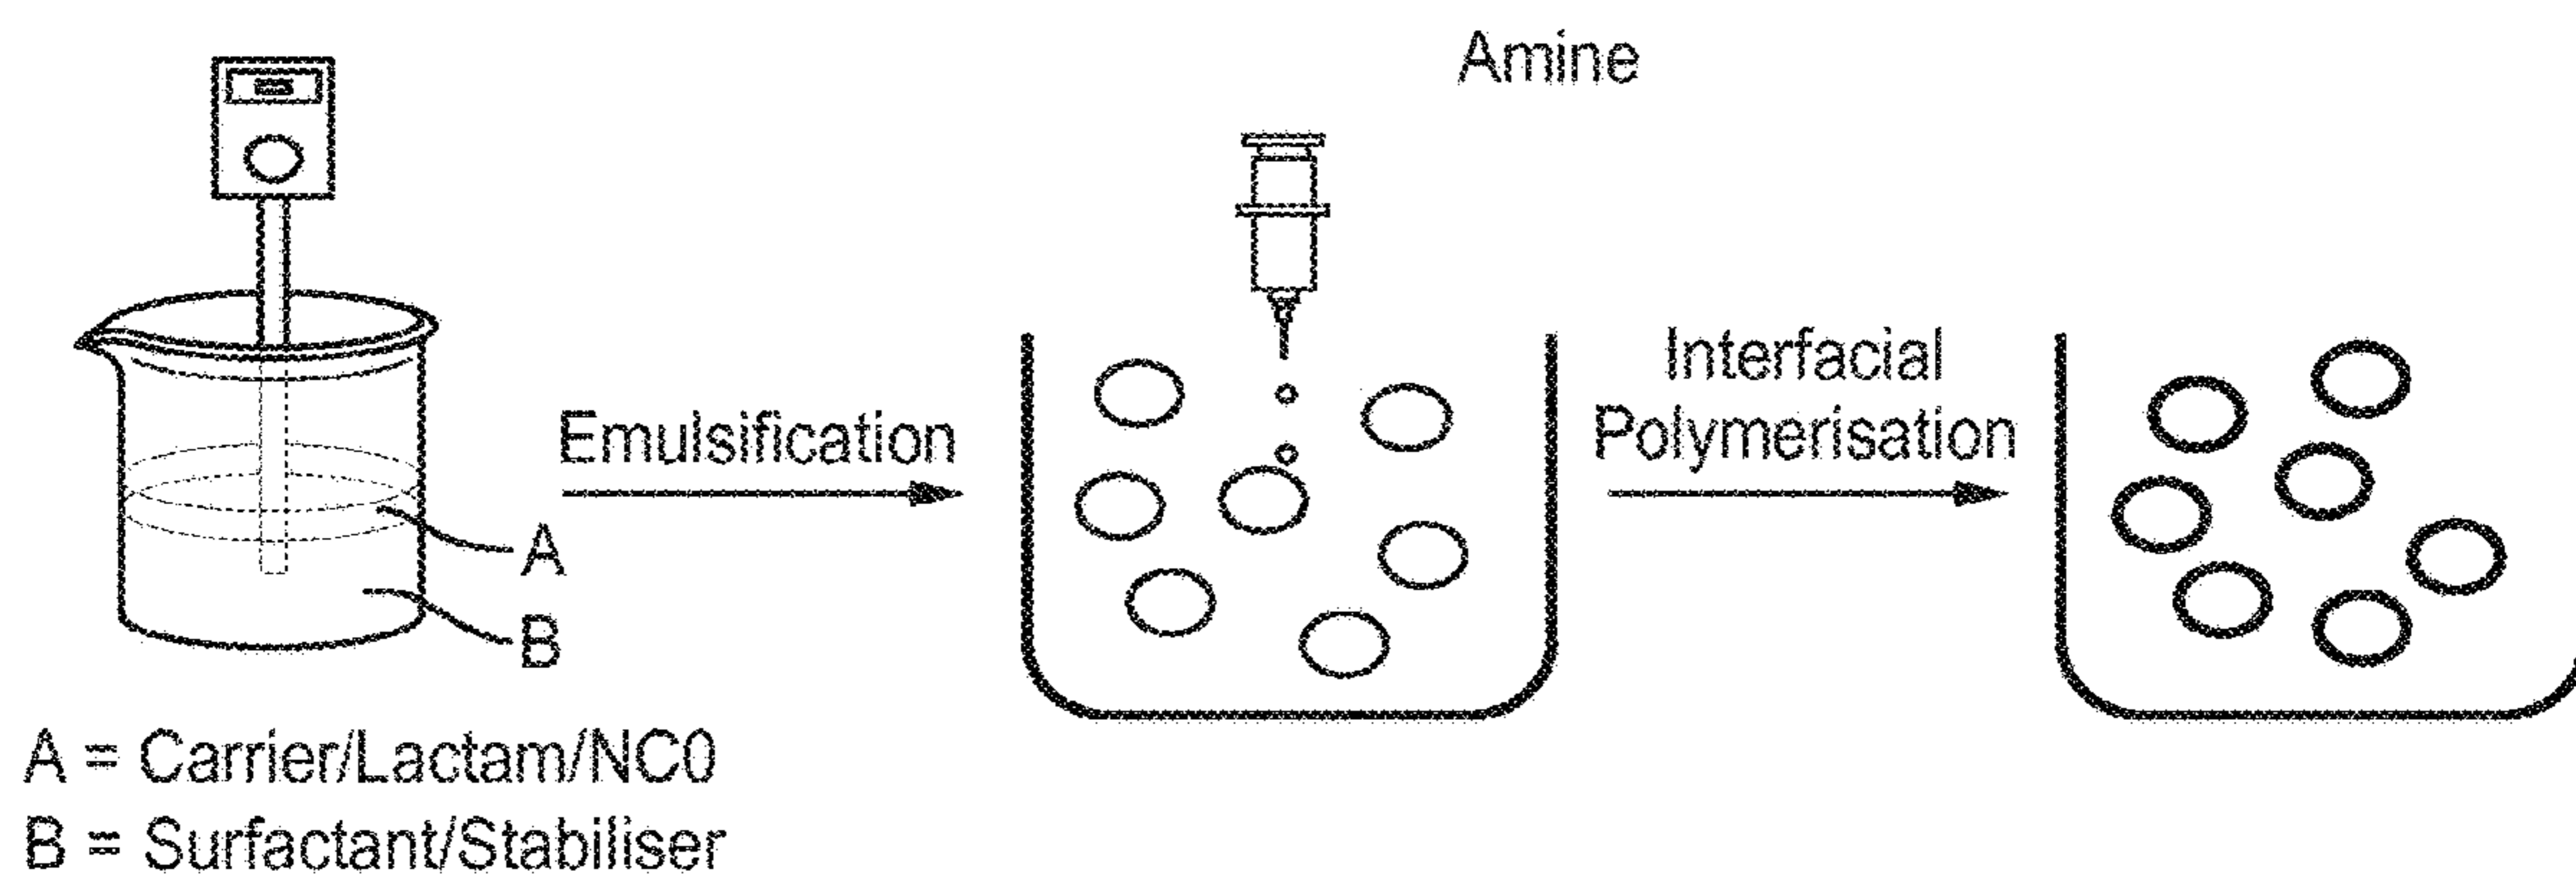 Amine
Emulsification
Interfacial
Polymerisation
A
B
A = Carrier/Lactam/NC0
B = Surfactant/Stabiliser